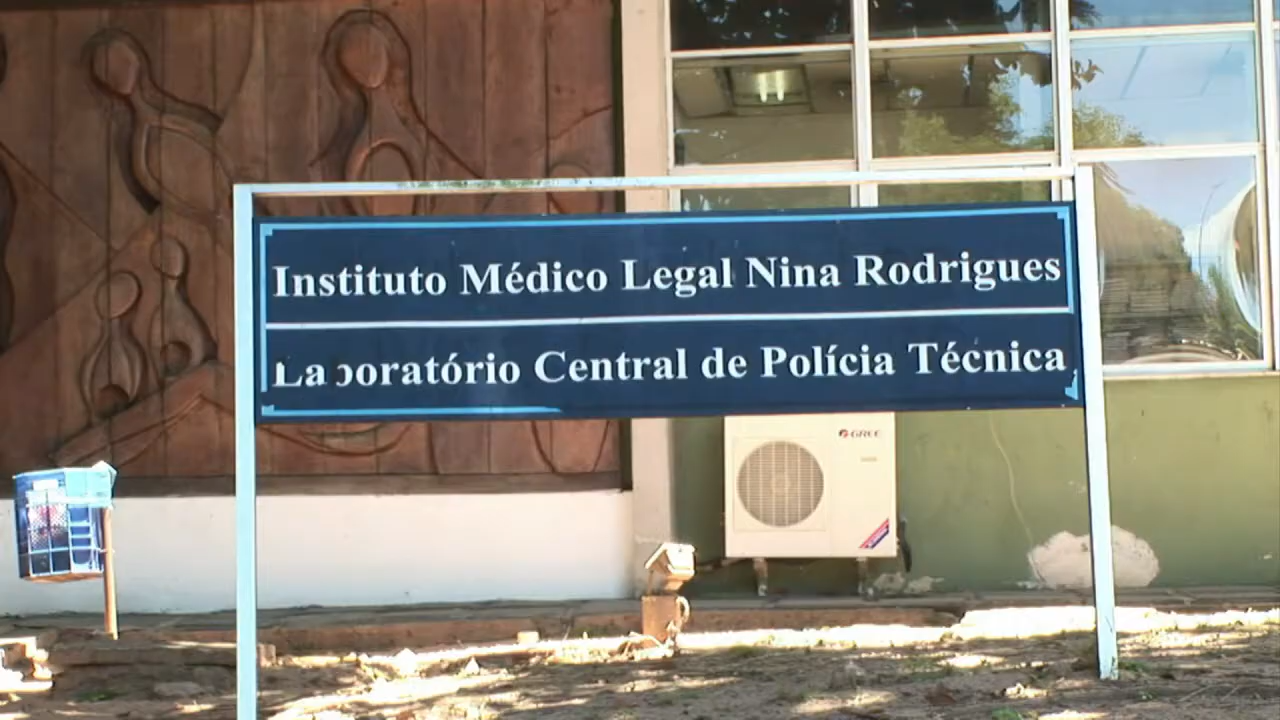 Instituto Médico Legal Nina Rodrigues
Laboratório Central de Polícia Técnica
GREE